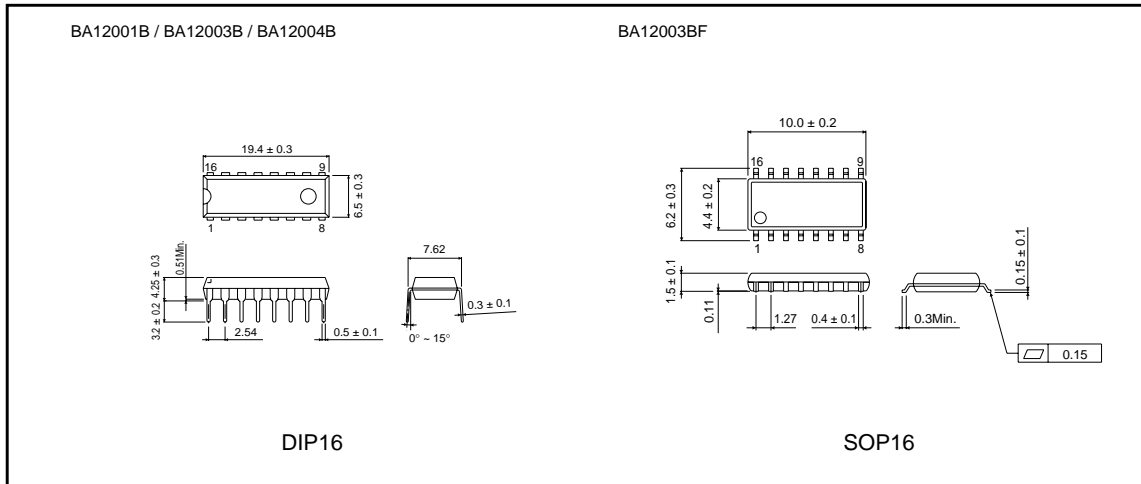 BA12001B / BA12003B / BA12004B
19.4 ± 0.3
16
9
6.5 ± 0.3
1
8
0.51Min.
4.25 ± 0.3
3.2 ± 0.2
2.54
0.5 ± 0.1
7.62
0.3 ± 0.1
0° ~ 15°
DIP16
BA12003BF
10.0 ± 0.2
16
9
6.2 ± 0.3
4.4 ± 0.2
1
8
1.5 ± 0.1
0.11
1.27
0.4 ± 0.1
0.3Min.
0.15 ± 0.1
0.15
SOP16